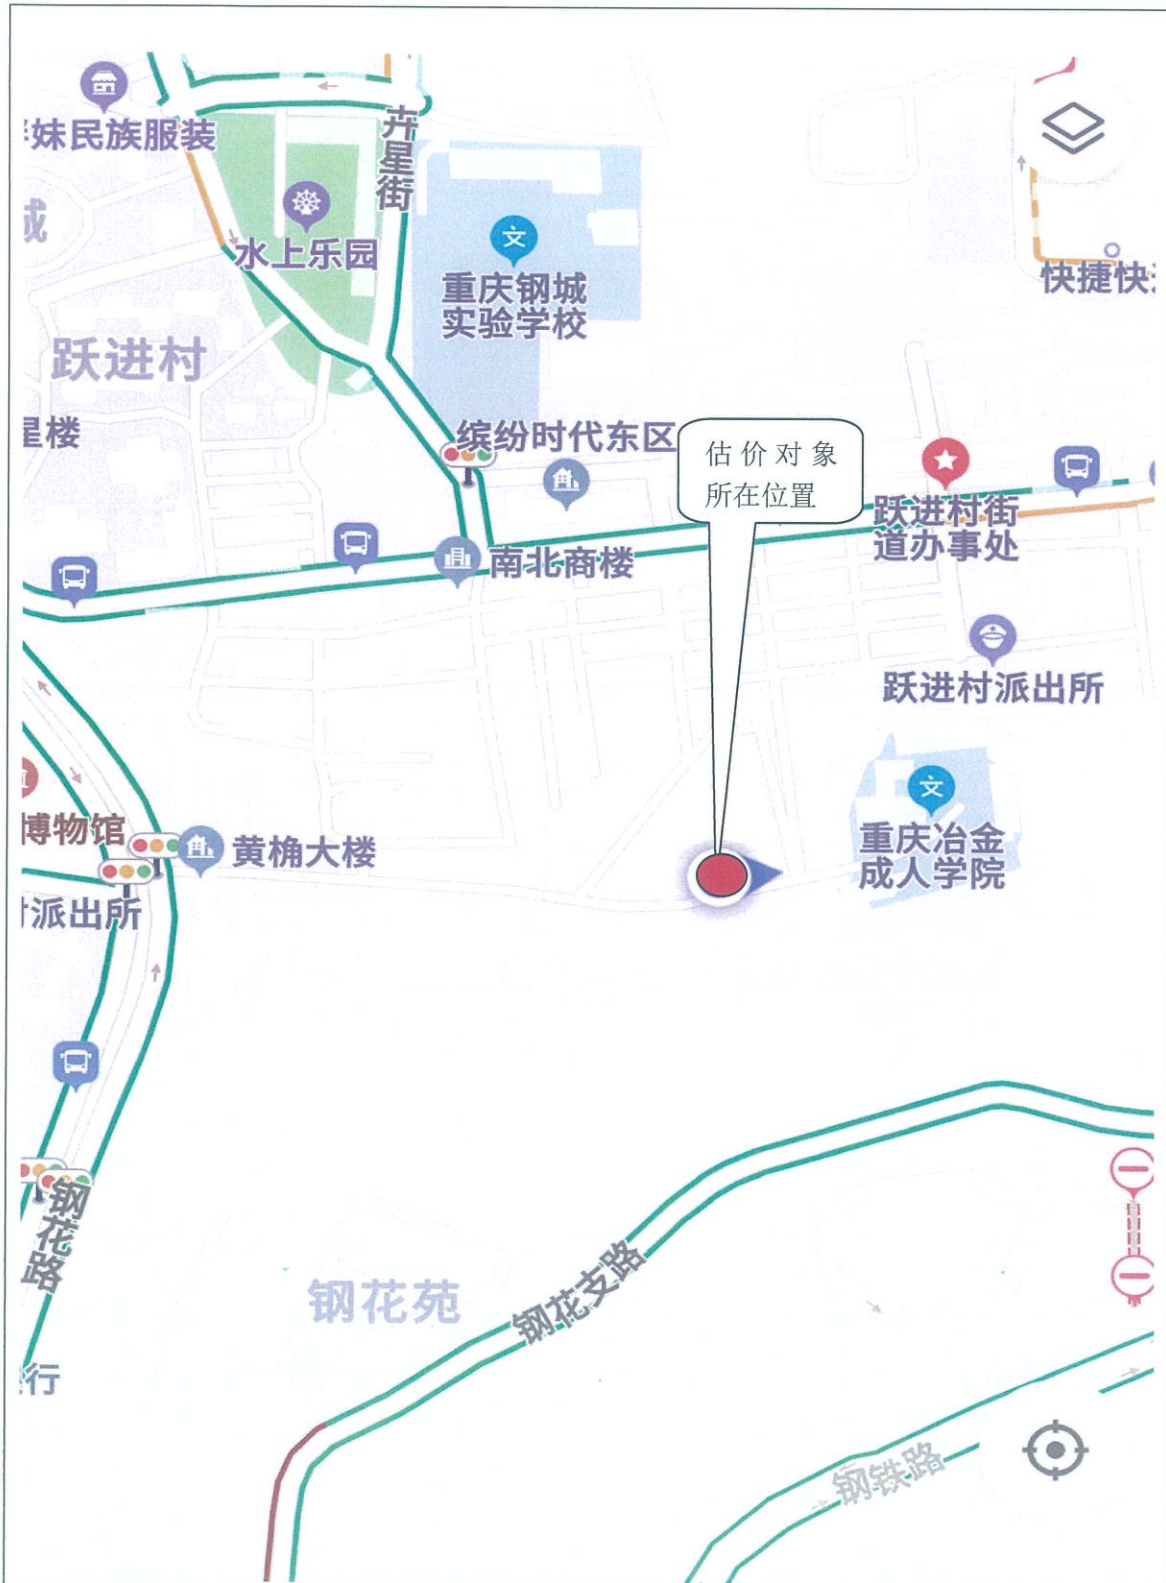 妹民族服装
卉星街
水上乐园
重庆钢城
实验学校
快捷快
跃进村
星楼
缤纷时代东区
估价对象
所在位置
跃进村街
道办事处
南北商楼
跃进村派出所
博物馆
黄桷大楼
重庆冶金
成人学院
派出所
钢花路
钢花苑
钢花支路
行
钢铁路